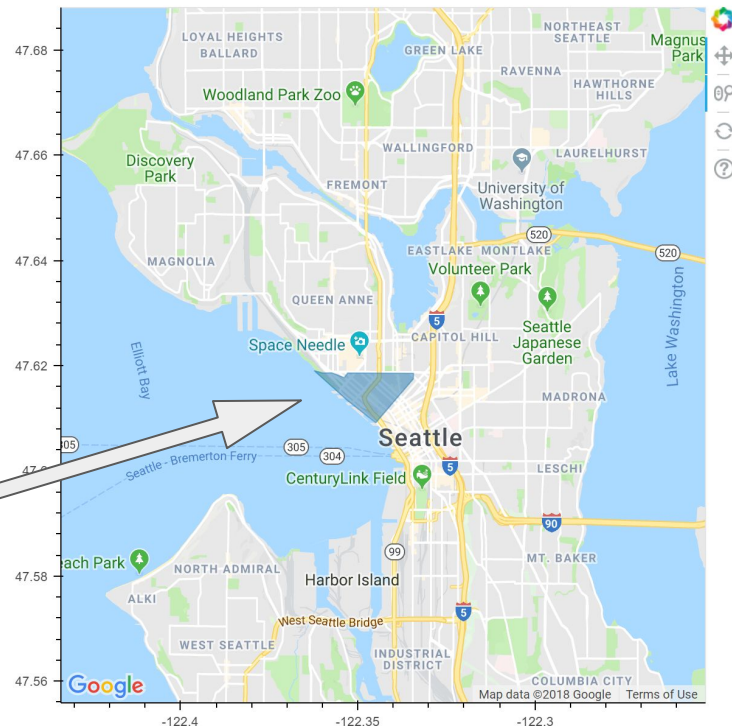 LOYAL HEIGHTS
BALLARD
NORTHEAST
SEATTLE
Magnus
Park
GREEN LAKE
47.68
RAVENNA
HAWTHORNE
HILLS
Woodland Park Zoo
WALLINGFORD
LAURELHURST
47.66
Discovery
Park
FREMONT
University of
Washington
520
520
EASTLAKE
MONTLAKE
47.64
MAGNOLIA
Volunteer Park
QUEEN ANNE
Lake Washington
5
Seattle
Japanese
Garden
Space Needle
CAPITOL HILL
Elliott Bay
47.62
MADRONA
Seattle
305
305
304
Seattle - Bremerton Ferry
5
LESCHI
CenturyLink Field
90
99
MT. BAKER
each Park
NORTH ADMIRAL
Harbor Island
47.58
ALKI
5
West Seattle Bridge
WEST SEATTLE
INDUSTRIAL
DISTRICT
COLUMBIA CITY
47.56
Google
Map data ©2018 Google
Terms of Use
-122.4
-122.35
-122.3